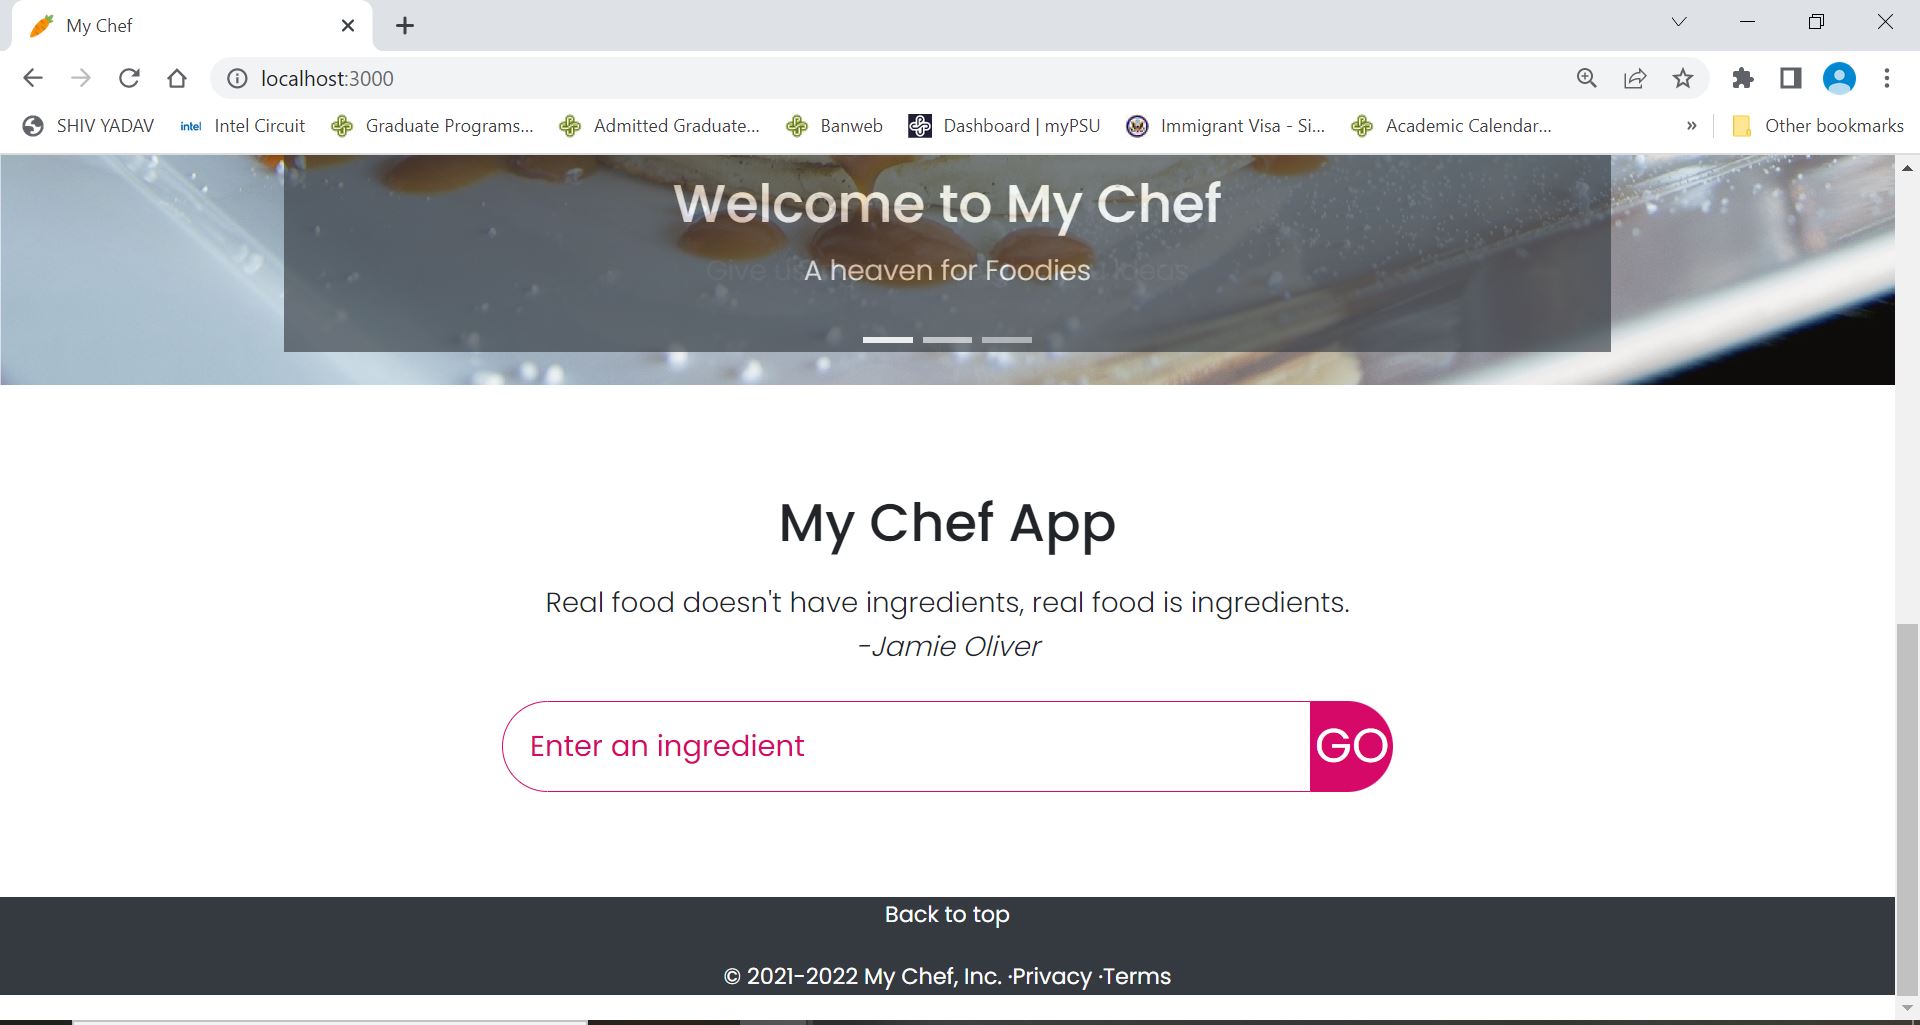 My Chef
localhost:3000
SHIV YADAV intel Intel Circuit Graduate Programs... Admitted Graduate... Banweb Dashboard | myPSU Immigrant Visa - Si... Academic Calendar... » Other bookmarks
Welcome to My Chef
A heaven for Foodies
My Chef App
Real food doesn't have ingredients, real food is ingredients.
-Jamie Oliver
Enter an ingredient GO
Back to top
© 2021-2022 My Chef, Inc. ·Privacy ·Terms